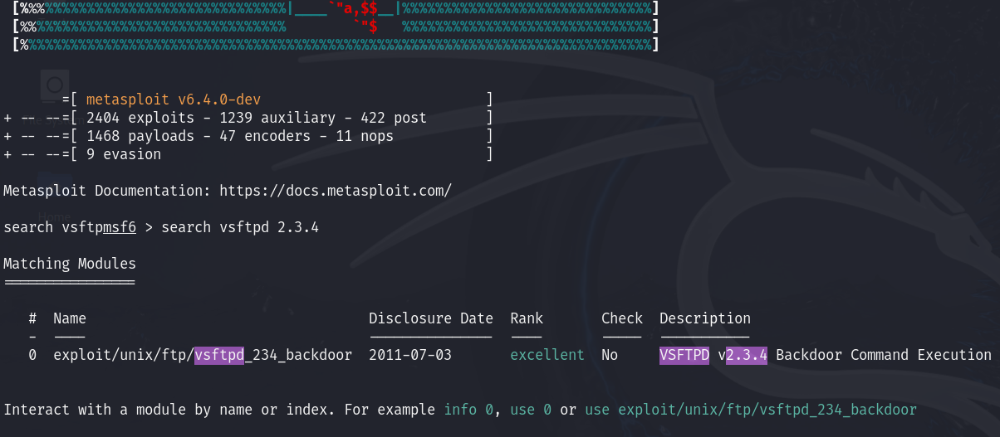 [%%%%%%%%%%%%%%%%%%%%%%%%%%%%%%%%|____`"a,$$__|%%%%%%%%%%%%%%%%%%%%%%%%%%%%%%]
[%%%%%%%%%%%%%%%%%%%%%%%%%%%%%%%%        `"$   %%%%%%%%%%%%%%%%%%%%%%%%%%%%%%]
[%%%%%%%%%%%%%%%%%%%%%%%%%%%%%%%%%%%%%%%%%%%%%%%%%%%%%%%%%%%%%%%%%%%%%%%%%%%%]
=[ metasploit v6.4.0-dev ]
+ -- --=[ 2404 exploits - 1239 auxiliary - 422 post ]
+ -- --=[ 1468 payloads - 47 encoders - 11 nops ]
+ -- --=[ 9 evasion ]
Metasploit Documentation: https://docs.metasploit.com/
Home
search vsftpmsf6 > search vsftpd 2.3.4
Matching Modules
================
# Name Disclosure Date Rank Check Description
- ---- --------------- ---- ----- -----------
0 exploit/unix/ftp/vsftpd_234_backdoor 2011-07-03 excellent No VSFTPD v2.3.4 Backdoor Command Execution
Interact with a module by name or index. For example info 0, use 0 or use exploit/unix/ftp/vsftpd_234_backdoor